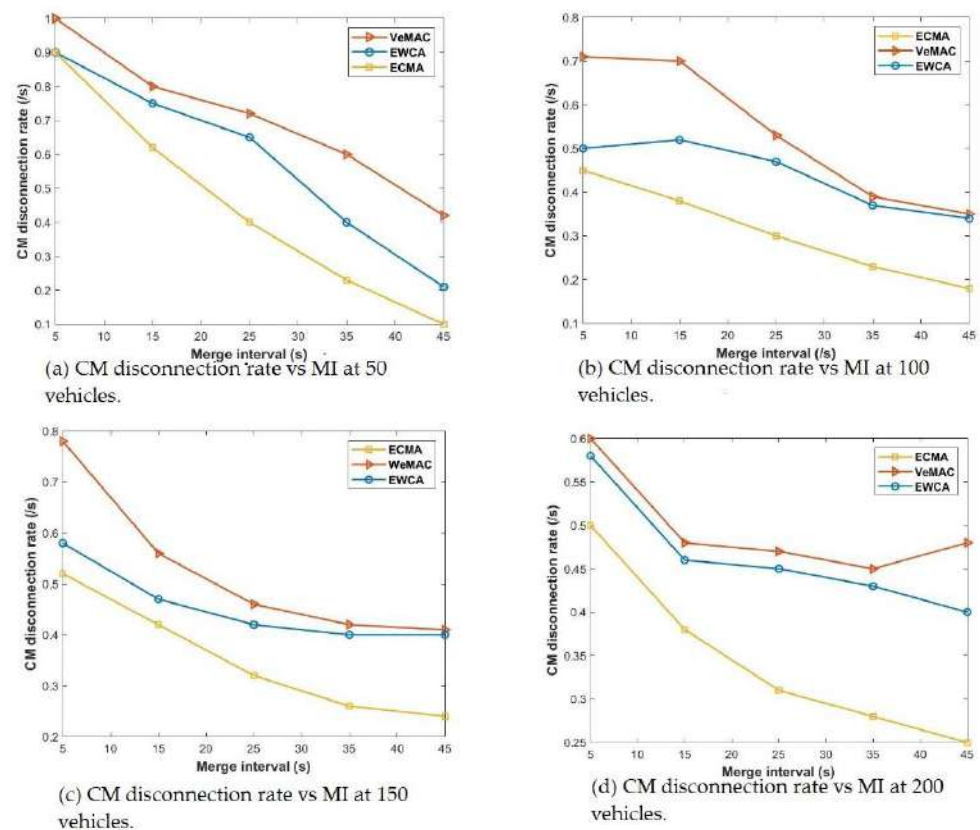 1
0.9
0.8
0.7
0.6
0.5
0.4
0.3
0.2
0.1
CM disconnection rate (/s)
VeMAC
EWCA
ECMA
5 10 15 20 25 30 35 40 45
Merge interval (s)
(a) CM disconnection rate vs MI at 50
vehicles.
0.8
0.7
0.6
0.5
0.4
0.3
0.2
0.1
CM disconnection rate (/s)
ECMA
VeMAC
EWCA
5 10 15 20 25 30 35 40 45
Merge interval (/s)
(b) CM disconnection rate vs MI at 100
vehicles.
0.8
0.7
0.6
0.5
0.4
0.3
0.2
CM disconnection rate (/s)
ECMA
WeMAC
EWCA
5 10 15 20 25 30 35 40 45
Merge interval (s)
(c) CM disconnection rate vs MI at 150
vehicles.
0.6
0.55
0.5
0.45
0.4
0.35
0.3
0.25
CM disconnection rate (/s)
ECMA
VeMAC
EWCA
5 10 15 20 25 30 35 40 45
Merge interval (s)
(d) CM disconnection rate vs MI at 200
vehicles.